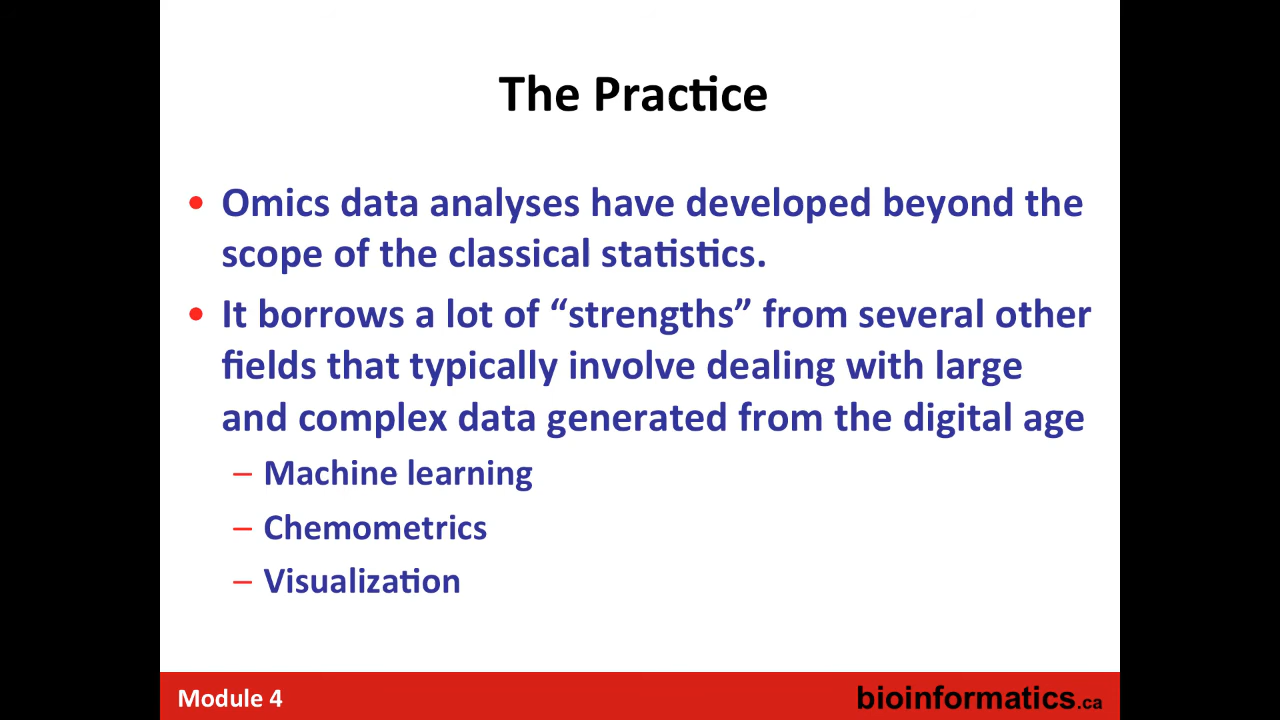 The Practice
• Omics data analyses have developed beyond the
scope of the classical statistics.
• It borrows a lot of “strengths” from several other
fields that typically involve dealing with large
and complex data generated from the digital age
– Machine learning
– Chemometrics
– Visualization
Module 4
bioinformatics.ca